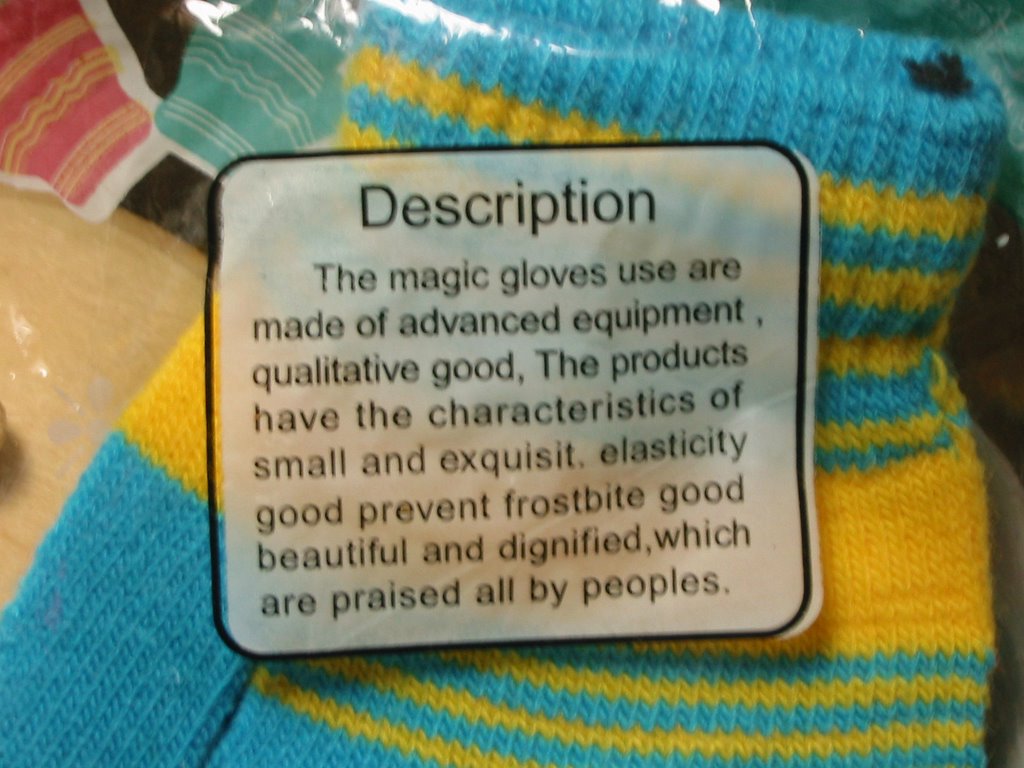 Description
The magic gloves use are
made of advanced equipment ,
qualitative good, The products
have the characteristics of
small and exquisit. elasticity
good prevent frostbite good
beautiful and dignified,which
are praised all by peoples.